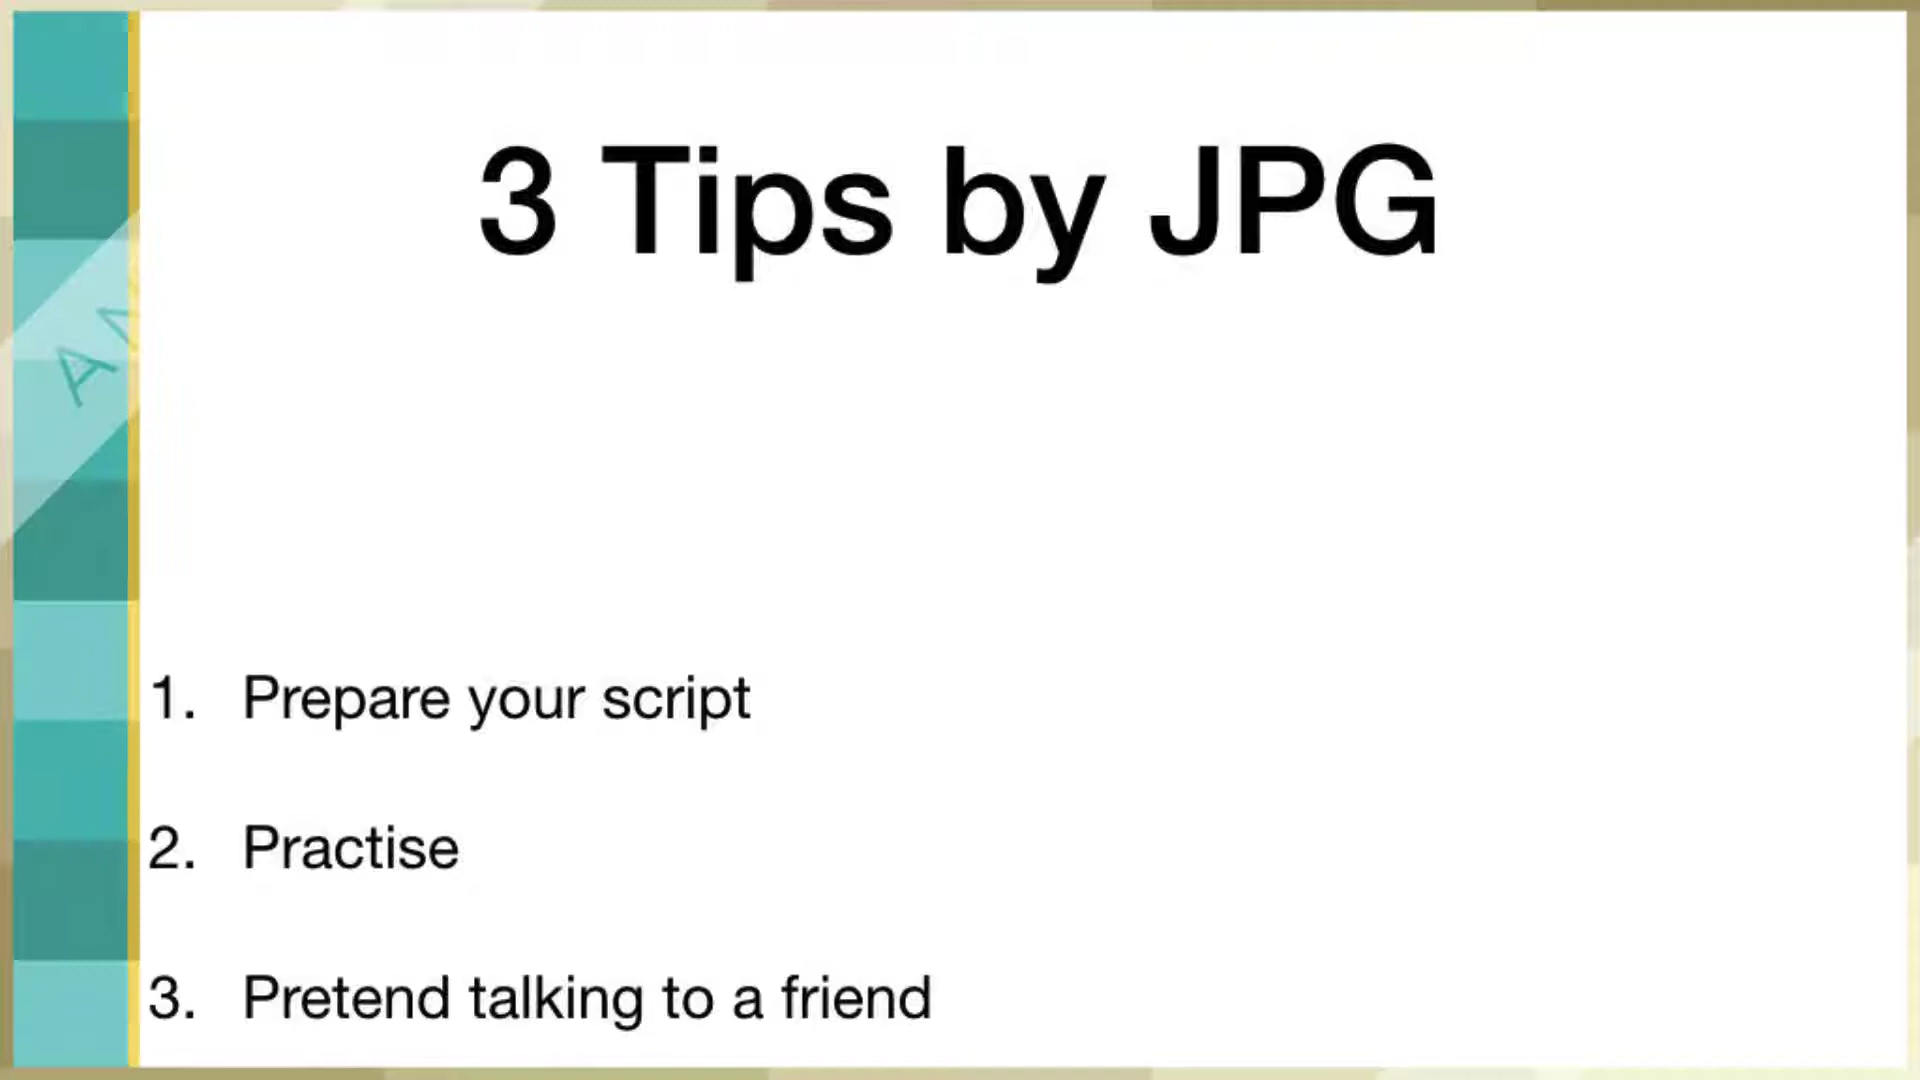 3 Tips by JPG
1. Prepare your script
2. Practise
3. Pretend talking to a friend